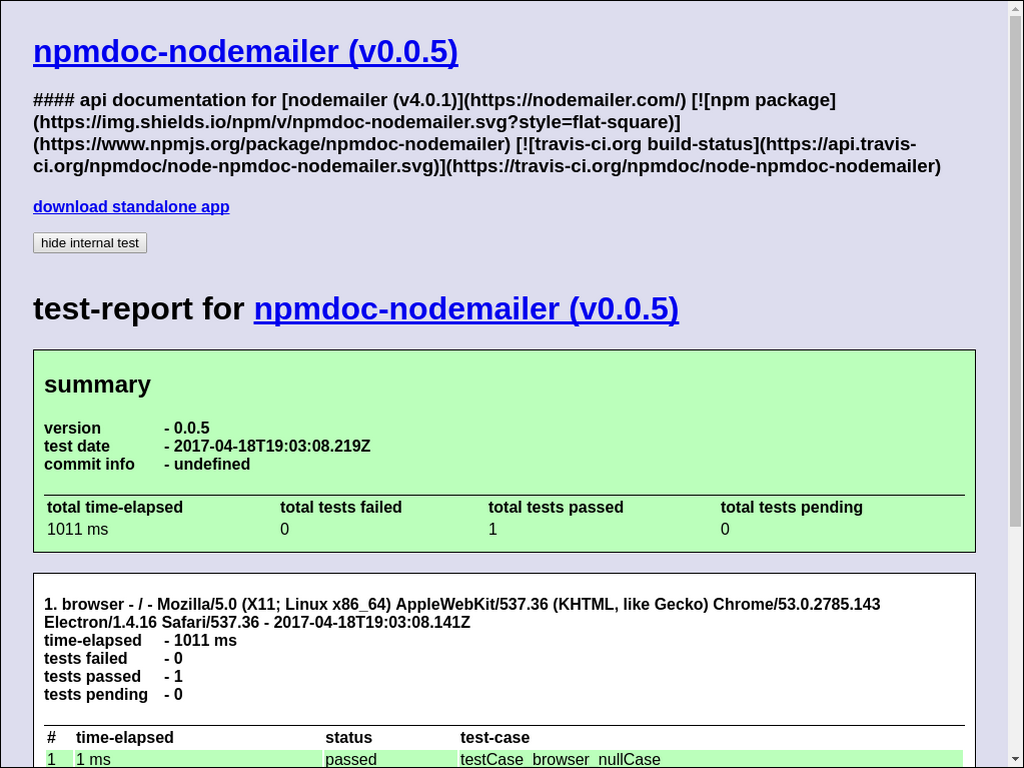 npmdoc-nodemailer (v0.0.5)
#### api documentation for [nodemailer (v4.0.1)](https://nodemailer.com/) [![npm package]
(https://img.shields.io/npm/v/npmdoc-nodemailer.svg?style=flat-square)]
(https://www.npmjs.org/package/npmdoc-nodemailer) [![travis-ci.org build-status](https://api.travis-
ci.org/npmdoc/node-npmdoc-nodemailer.svg)](https://travis-ci.org/npmdoc/node-npmdoc-nodemailer)
download standalone app
hide internal test
test-report for npmdoc-nodemailer (v0.0.5)
summary
version - 0.0.5
test date - 2017-04-18T19:03:08.219Z
commit info - undefined
total time-elapsed total tests failed total tests passed total tests pending
1011 ms 0 1 0
1. browser - / - Mozilla/5.0 (X11; Linux x86_64) AppleWebKit/537.36 (KHTML, like Gecko) Chrome/53.0.2785.143
Electron/1.4.16 Safari/537.36 - 2017-04-18T19:03:08.141Z
time-elapsed - 1011 ms
tests failed - 0
tests passed - 1
tests pending - 0
# time-elapsed status test-case
1 1 ms passed testCase_browser_nullCase